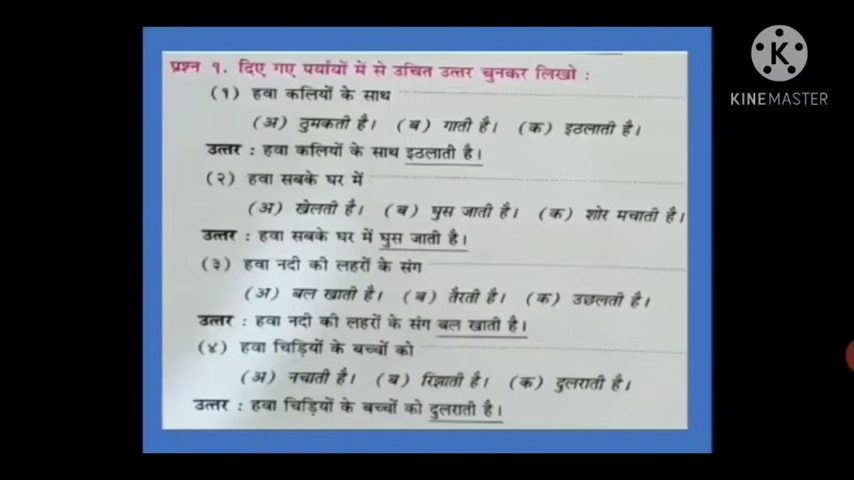 प्रश्न १. दिए गए पर्यायों में से उचित उत्तर चुनकर लिखो :
(१) हवा कलियों के साथ
(अ) ठुमकती है। (ब) गाती है। (क) इठलाती है।
उत्तर : हवा कलियों के साथ इठलाती है।
(२) हवा सबके घर में
(अ) खेलती है। (ब) घुस जाती है। (क) शोर मचाती है।
उत्तर : हवा सबके घर में घुस जाती है।
(३) हवा नदी की लहरों के संग
(अ) बल खाती है। (ब) तैरती है। (क) उछलती है।
उत्तर : हवा नदी की लहरों के संग बल खाती है।
(४) हवा चिड़ियों के बच्चों को
(अ) नचाती है। (ब) रिझाती है। (क) दुलराती है।
उत्तर : हवा चिड़ियों के बच्चों को दुलराती है।
K
KINEMASTER